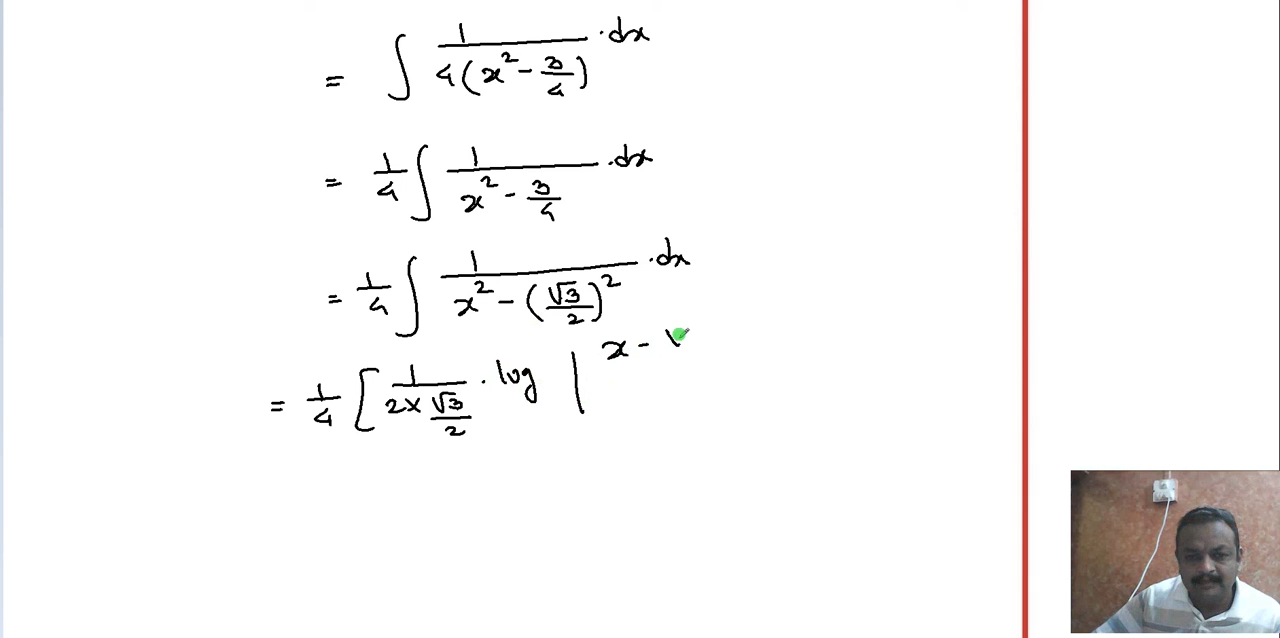 = ∫ 1/4(x² - 3/4) · dx
= 1/4 ∫ 1/x² - 3/4 · dx
= 1/4 ∫ 1/x² - (√3/2)² · dx
= 1/4 [ 1/2×√3/2 · log | x -